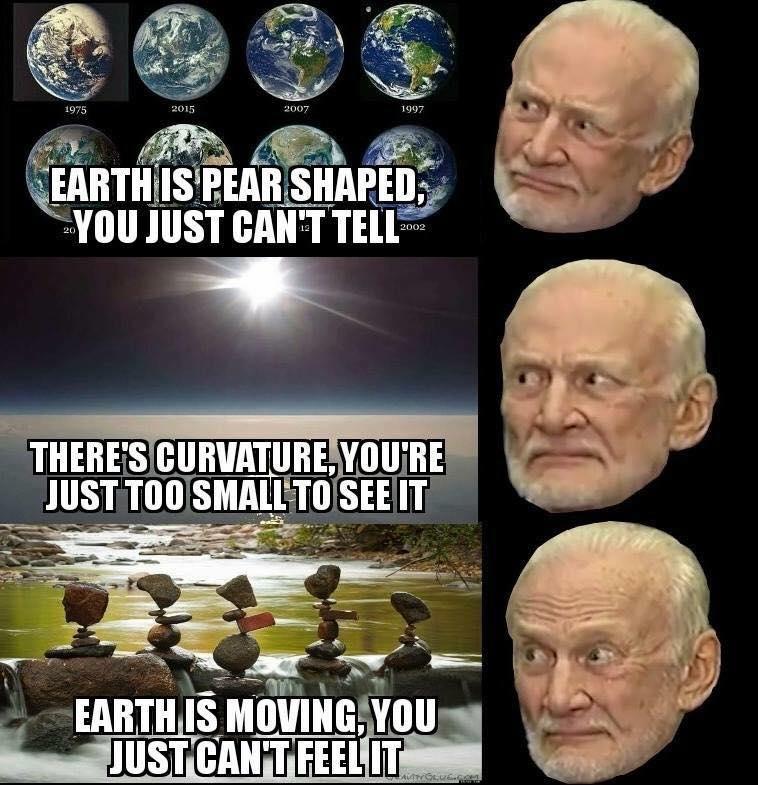 1975 2015 2007 1997
EARTH IS PEAR SHAPED,
YOU JUST CAN'T TELL
2002
THERE'S CURVATURE, YOU'RE
JUST TOO SMALL TO SEE IT
EARTH IS MOVING, YOU
JUST CAN'T FEEL IT